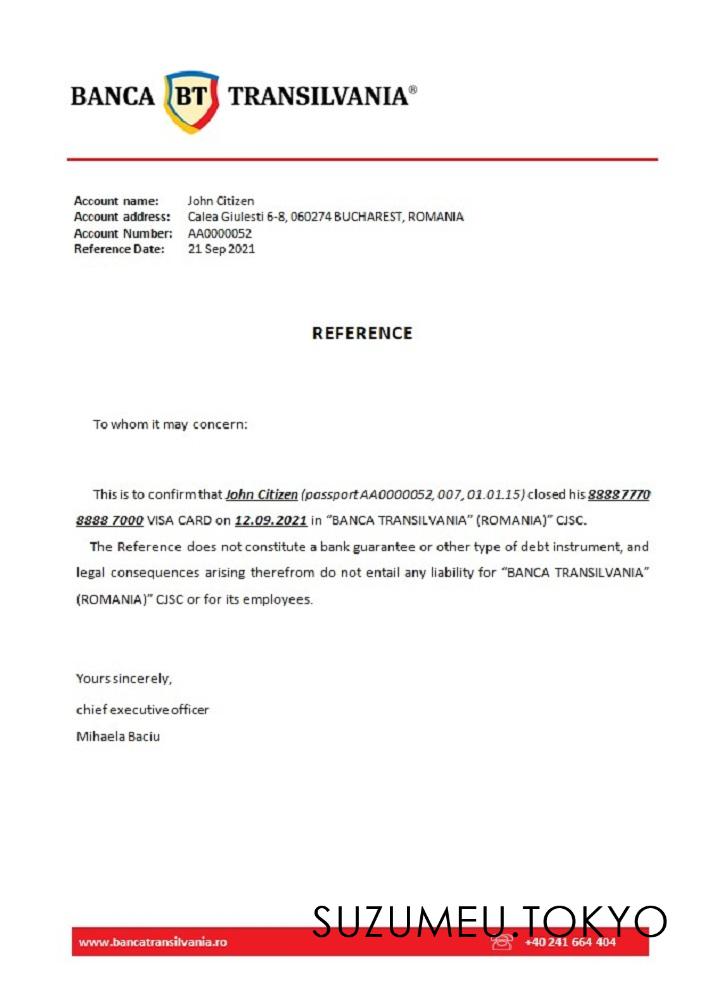 BANCA BT TRANSILVANIA®
Account name: John Citizen
Account address: Calea Giulesti 6-8, 060274 BUCHAREST, ROMANIA
Account Number: AA0000052
Reference Date: 21 Sep 2021
REFERENCE
To whom it may concern:
This is to confirm that John Citizen (passport AA0000052, 007, 01.01.15) closed his 8888 7770
8888 7000 VISA CARD on 12.09.2021 in “BANCA TRANSILVANIA” (ROMANIA)” CJSC.
The Reference does not constitute a bank guarantee or other type of debt instrument, and
legal consequences arising therefrom do not entail any liability for “BANCA TRANSILVANIA”
(ROMANIA)” CJSC or for its employees.
Yours sincerely,
chief executive officer
Mihaela Baciu
SUZUMEU.TOKYO
www.bancatransilvania.ro +40 241 664 404